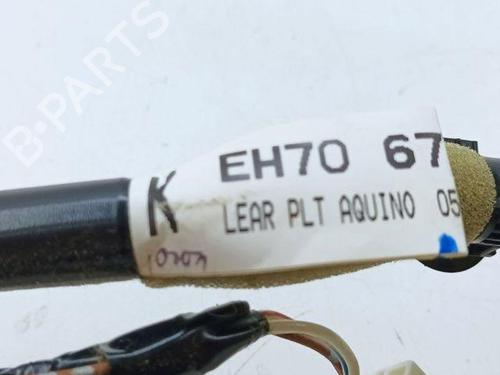 B-PARTS
EH70 67
K
LEAR PLT AQUINO 05